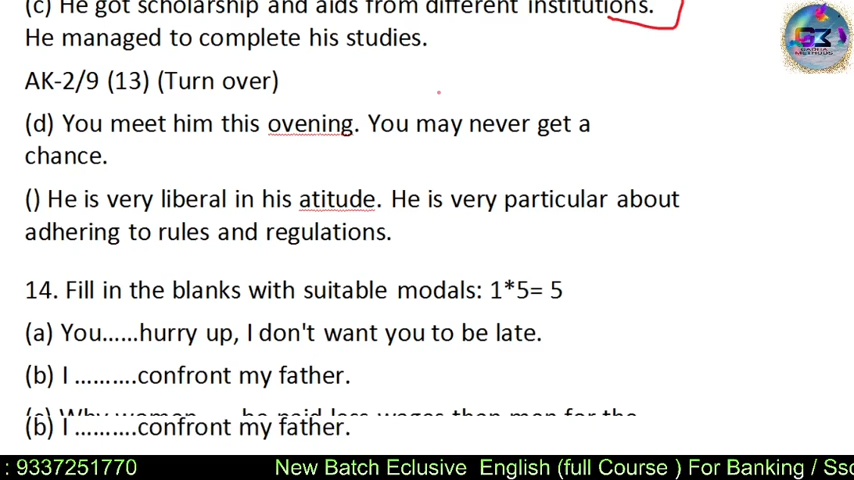 (c) He got scholarship and aids from different institutions.
He managed to complete his studies.
AK-2/9 (13) (Turn over)
(d) You meet him this ovening. You may never get a
chance.
() He is very liberal in his atitude. He is very particular about
adhering to rules and regulations.
14. Fill in the blanks with suitable modals: 1*5= 5
(a) You......hurry up, I don't want you to be late.
(b) I ..........confront my father.
(b) I ..........confront my father.
: 9337251770 New Batch Eclusive English (full Course ) For Banking / Sso